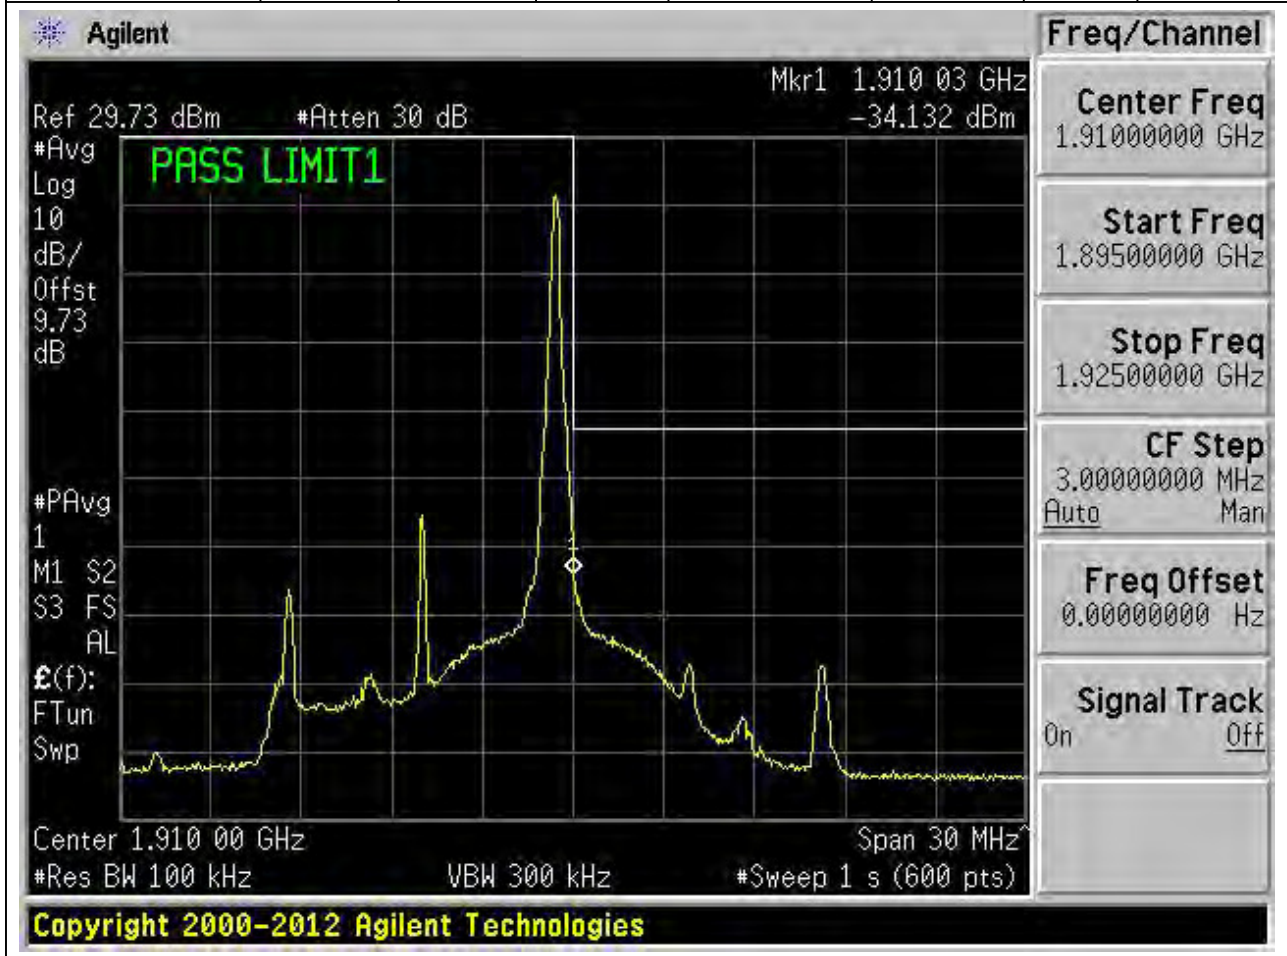 Agilent
Freq/Channel
Mkr1 1.910 03 GHz
Ref 29.73 dBm #Atten 30 dB -34.132 dBm
#Avg
Log
10
dB/
Offst
9.73
dB
PASS LIMIT1
#PAvg
1
M1 S2
S3 FS
AL
£(f):
FTun
Swp
1
Center 1.910 00 GHz Span 30 MHz^
#Res BW 100 kHz VBW 300 kHz #Sweep 1 s (600 pts)
Center Freq
1.91000000 GHz
Start Freq
1.89500000 GHz
Stop Freq
1.92500000 GHz
CF Step
3.00000000 MHz
Auto Man
Freq Offset
0.00000000 Hz
Signal Track
On Off
Copyright 2000-2012 Agilent Technologies